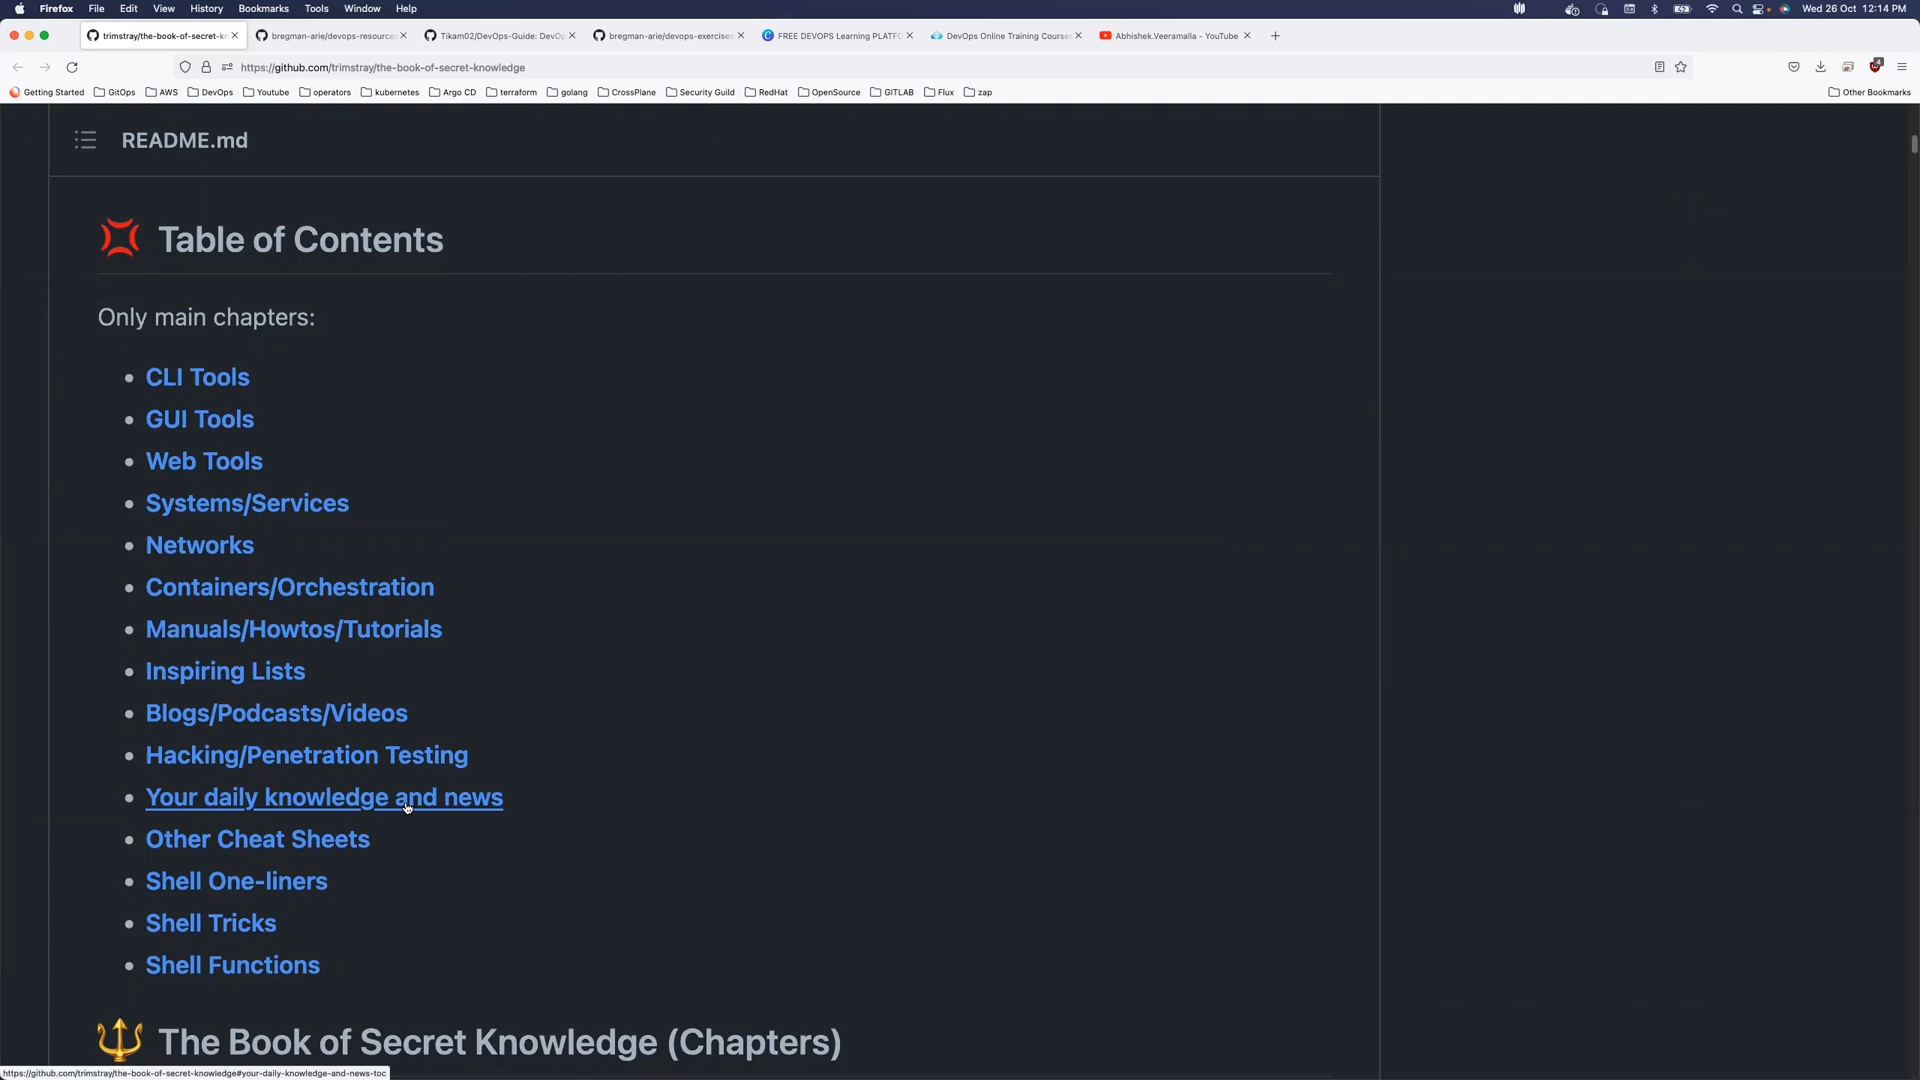 Firefox File Edit View History Bookmarks Tools Window Help Wed 26 Oct 12:14 PM
trimstray/the-book-of-secret-kn bregman-arie/devops-resource Tikam02/DevOps-Guide: DevO bregman-arie/devops-exercises FREE DEVOPS Learning PLATF DevOps Online Training Courses Abhishek.Veeramalla - YouTube
https://github.com/trimstray/the-book-of-secret-knowledge 4
Getting Started GitOps AWS DevOps Youtube operators kubernetes Argo CD terraform golang CrossPlane Security Guild RedHat OpenSource GITLAB Flux zap Other Bookmarks
README.md
Table of Contents
Only main chapters:
CLI Tools
GUI Tools
Web Tools
Systems/Services
Networks
Containers/Orchestration
Manuals/Howtos/Tutorials
Inspiring Lists
Blogs/Podcasts/Videos
Hacking/Penetration Testing
Your daily knowledge and news
Other Cheat Sheets
Shell One-liners
Shell Tricks
Shell Functions
The Book of Secret Knowledge (Chapters)
https://github.com/trimstray/the-book-of-secret-knowledge#your-daily-knowledge-and-news-toc